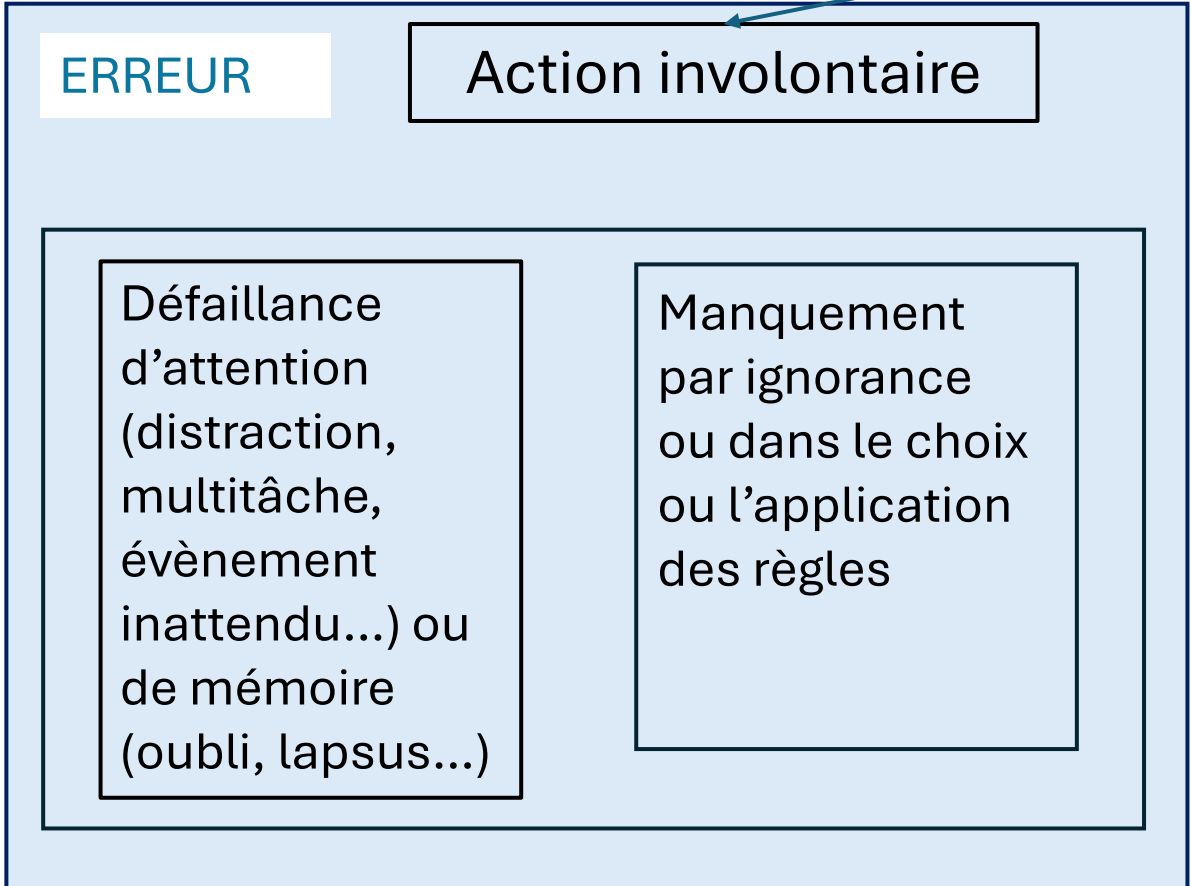 ERREUR
Action involontaire
Défaillance
d’attention
(distraction,
multitâche,
évènement
inattendu…) ou
de mémoire
(oubli, lapsus…)
Manquement
par ignorance
ou dans le choix
ou l’application
des règles